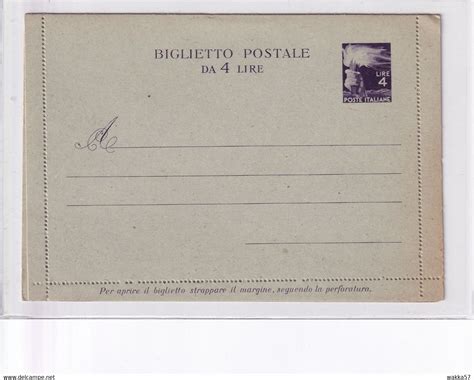 BIGLIETTO POSTALE
DA 4 LIRE
LIRE
4
POSTE ITALIANE
A
Per aprire il biglietto strappare il margine, seguendo la perforatura.
www.delcampe.net
wakka57